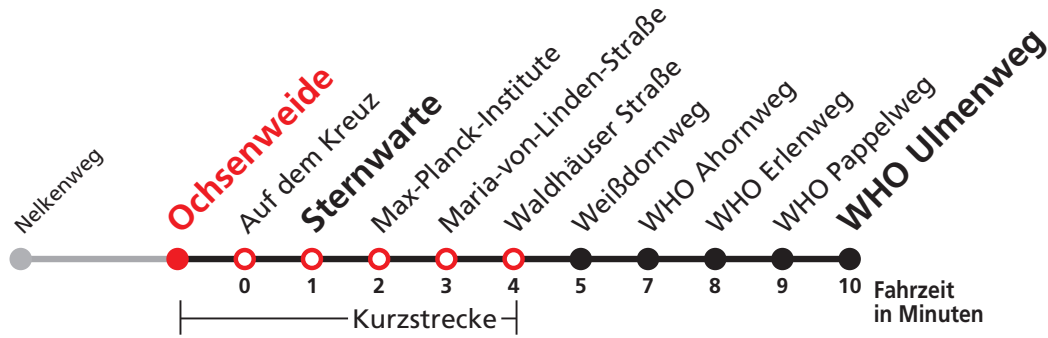 Nelkenweg
Ochsenweide
Auf dem Kreuz
Sternwarte
Max-Planck-Institute
Maria-von-Linden-Straße
Waldhäuser Straße
Weißdornweg
WHO Ahornweg
WHO Erlenweg
WHO Pappelweg
WHO Ulmenweg
0 1 2 3 4 5 7 8 9 10 Fahrzeit
in Minuten
Kurzstrecke